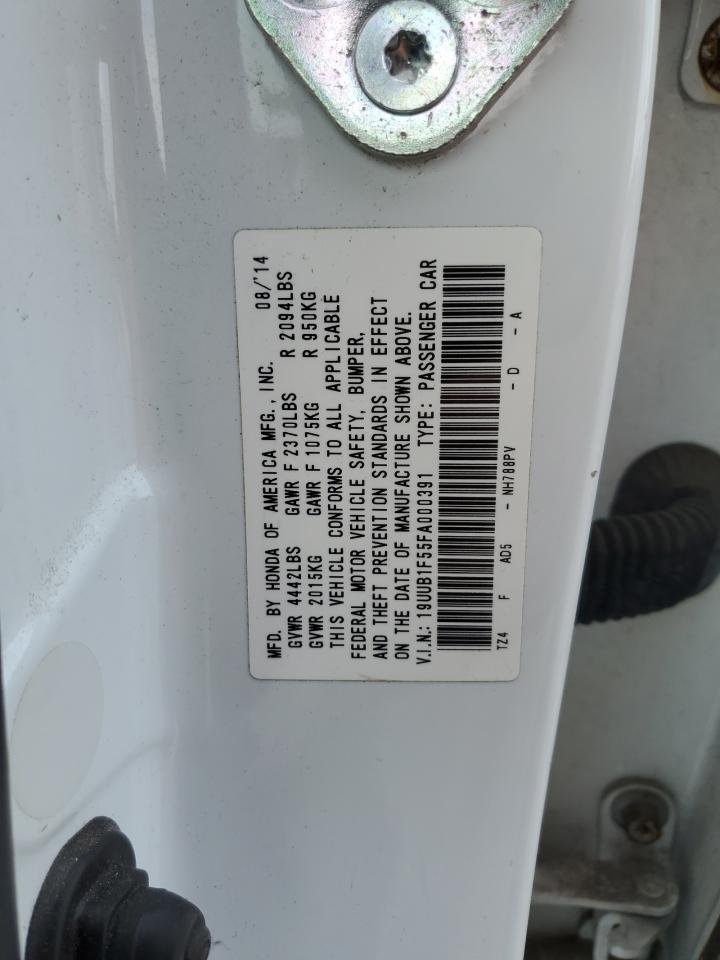 MFD. BY HONDA OF AMERICA MFG., INC. 08/'14
GVWR 4442LBS GAWR F 2370LBS R 2094LBS
GVWR 2015KG GAWR F 1075KG R 950KG
THIS VEHICLE CONFORMS TO ALL APPLICABLE
FEDERAL MOTOR VEHICLE SAFETY, BUMPER,
AND THEFT PREVENTION STANDARDS IN EFFECT
ON THE DATE OF MANUFACTURE SHOWN ABOVE.
V.I.N.: 19UUB1F55FA000391 TYPE: PASSENGER CAR
TZ4 F AD5 - NH788PV - D - A